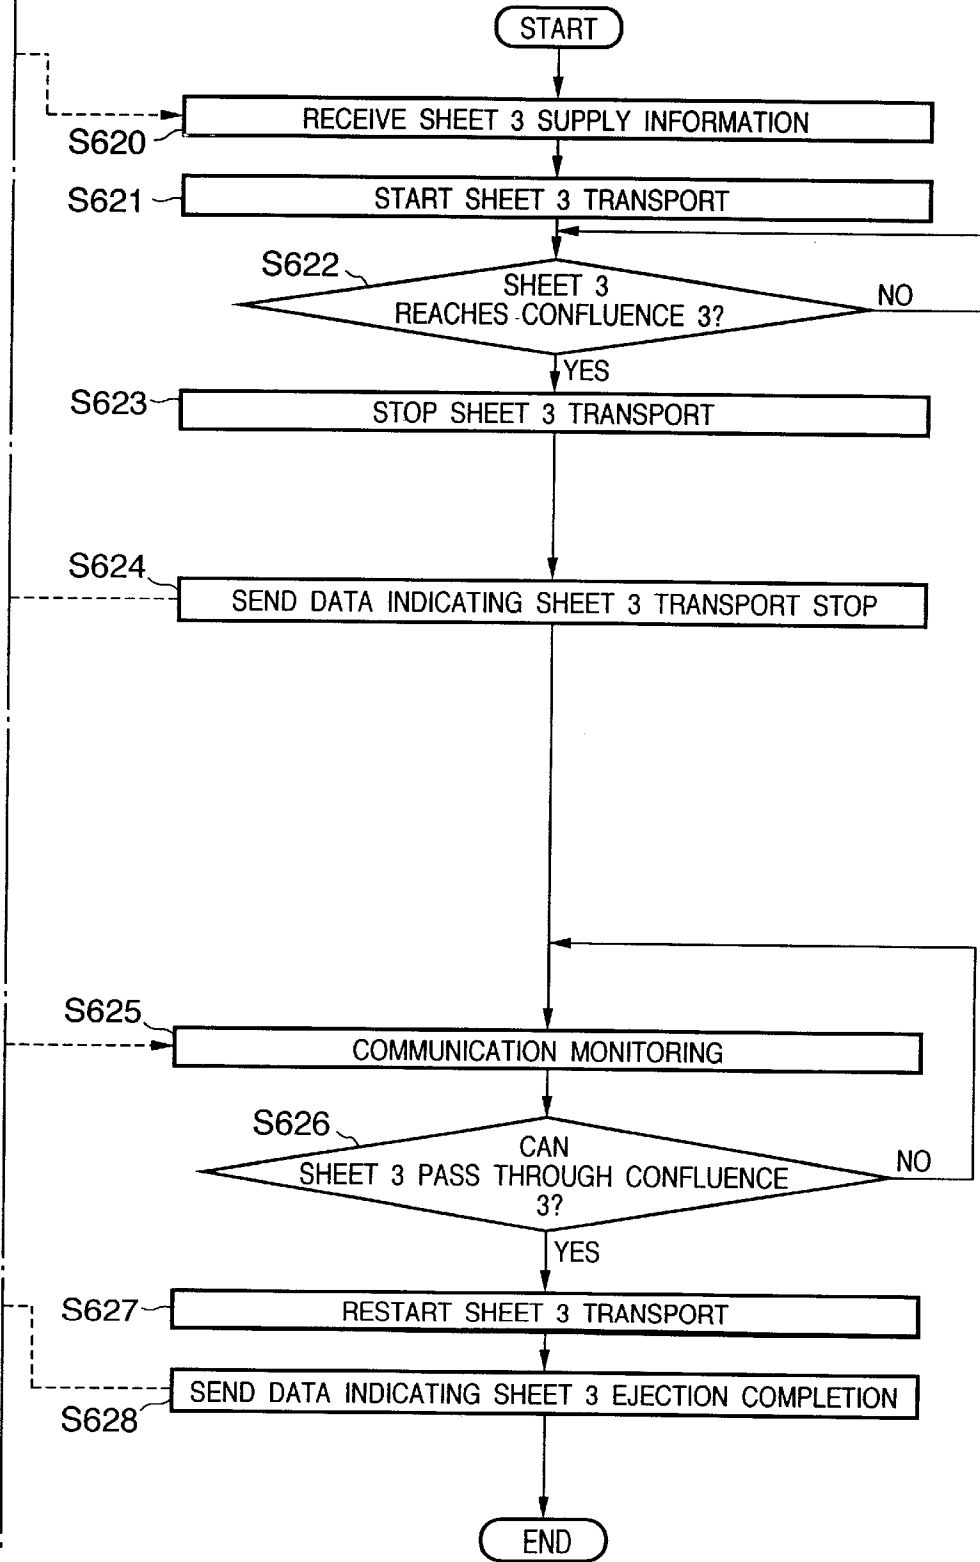 START
RECEIVE SHEET 3 SUPPLY INFORMATION
S620
S621
START SHEET 3 TRANSPORT
S622
SHEET 3
REACHES CONFLUENCE 3?
NO
YES
S623
STOP SHEET 3 TRANSPORT
S624
SEND DATA INDICATING SHEET 3 TRANSPORT STOP
S625
COMMUNICATION MONITORING
S626
CAN
SHEET 3 PASS THROUGH CONFLUENCE
3?
NO
YES
S627
RESTART SHEET 3 TRANSPORT
SEND DATA INDICATING SHEET 3 EJECTION COMPLETION
S628
END